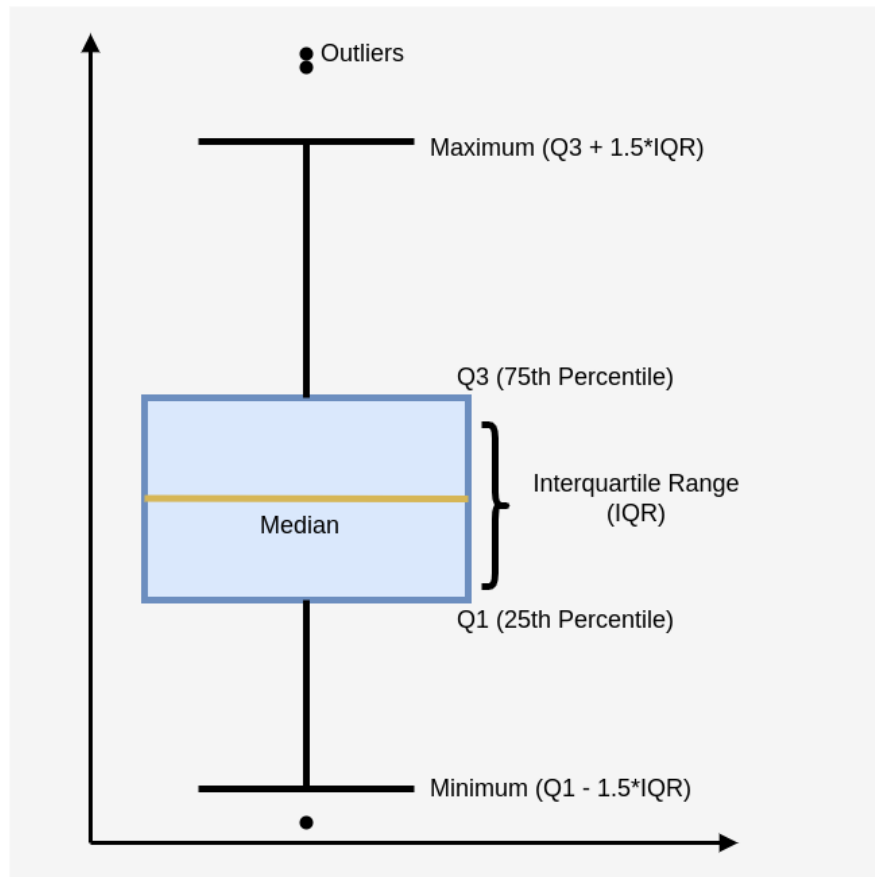 Outliers
Maximum (Q3 + 1.5*IQR)
Q3 (75th Percentile)
Interquartile Range
(IQR)
Median
Q1 (25th Percentile)
Minimum (Q1 - 1.5*IQR)